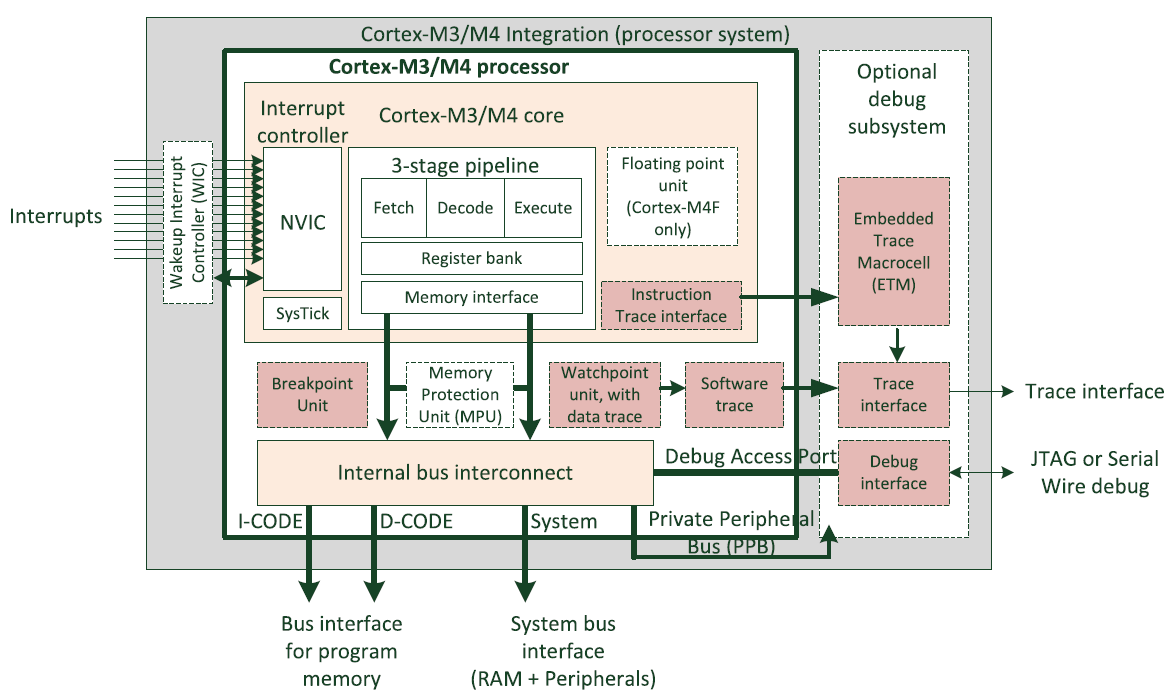 Cortex-M3/M4 Integration (processor system)
Cortex-M3/M4 processor
Optional
debug
subsystem
Interrupt
controller
Cortex-M3/M4 core
Interrupts
Wakeup Interrupt
Controller (WIC)
NVIC
SysTick
3-stage pipeline
Fetch
Decode
Execute
Register bank
Memory interface
Floating point
unit
(Cortex-M4F
only)
Instruction
Trace interface
Embedded
Trace
Macrocell
(ETM)
Breakpoint
Unit
Memory
Protection
Unit (MPU)
Watchpoint
unit, with
data trace
Software
trace
Trace
interface
Trace interface
Internal bus interconnect
Debug Access Port
Debug
interface
JTAG or Serial
Wire debug
I-CODE
D-CODE
System
Private Peripheral
Bus (PPB)
Bus interface
for program
memory
System bus
interface
(RAM + Peripherals)